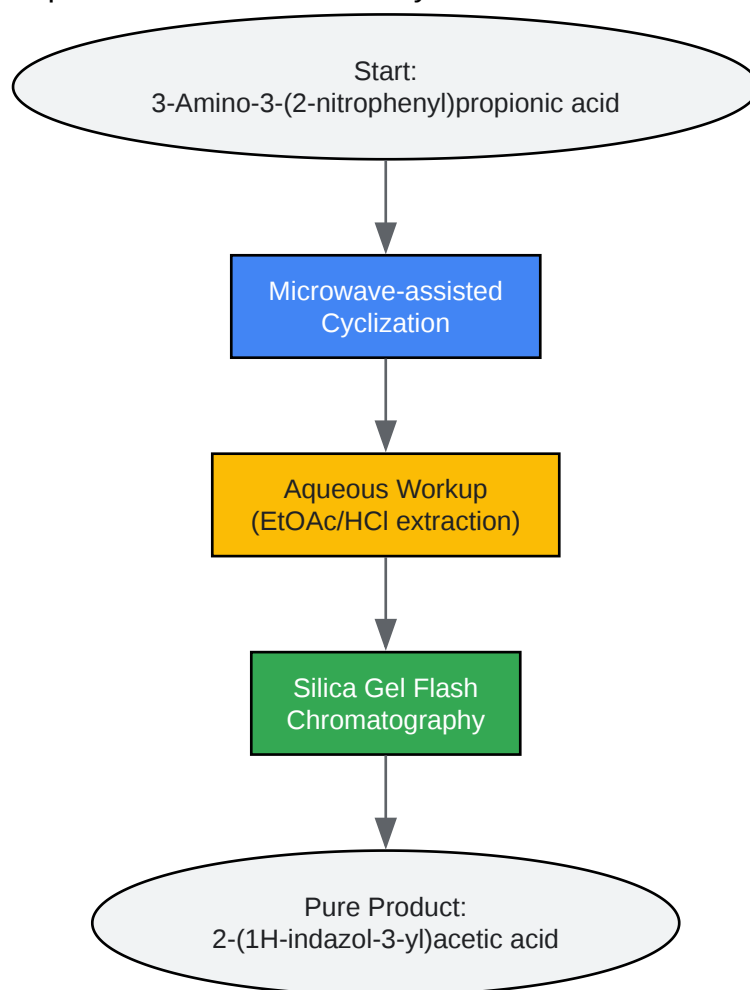 Start:
3-Amino-3-(2-nitrophenyl)propionic acid
Microwave-assisted
Cyclization
Aqueous Workup
(EtOAc/HCl extraction)
Silica Gel Flash
Chromatography
Pure Product:
2-(1H-indazol-3-yl)acetic acid